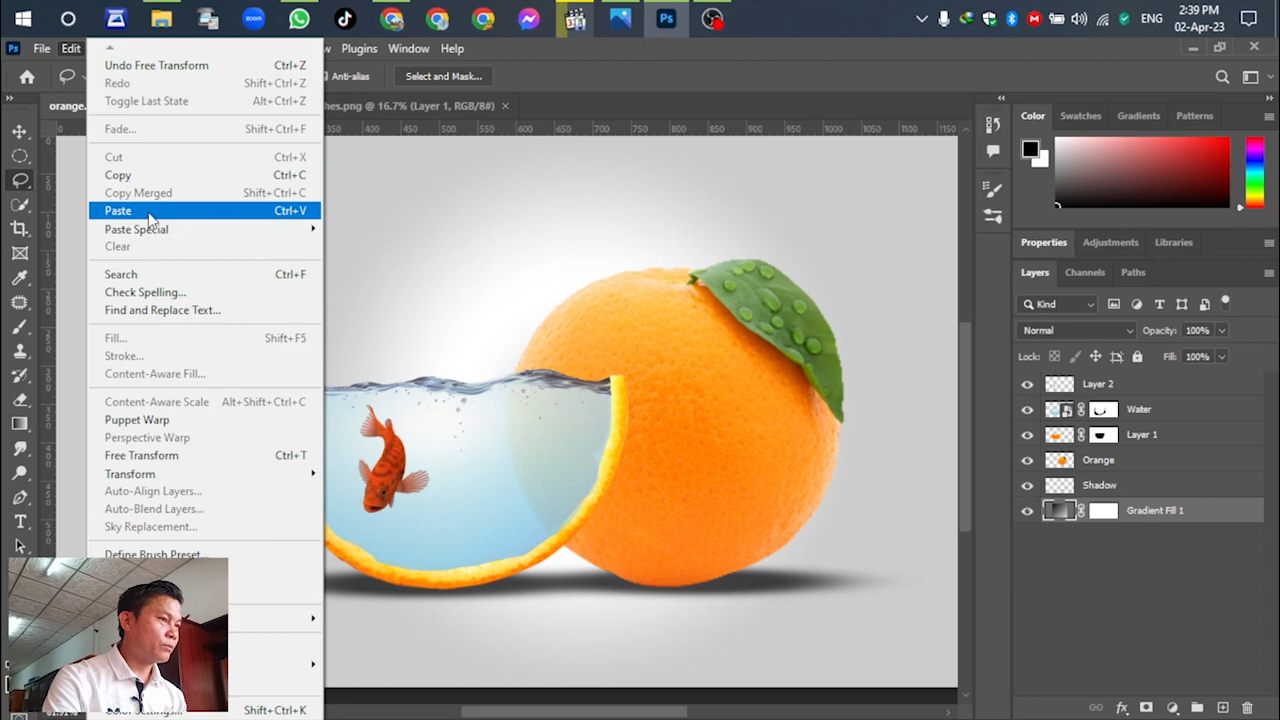 zoom
Ps
ENG
2:39 PM
02-Apr-23
Ps File Edit Plugins Window Help
Anti-alias Select and Mask...
orange. hes.png @ 16.7% (Layer 1, RGB/8#) ×
0 350 400 450 500 550 600 650 700 750 800 850 900 950 1000 1050 1100 1150
Undo Free Transform Ctrl+Z
Redo Shift+Ctrl+Z
Toggle Last State Alt+Ctrl+Z
Fade... Shift+Ctrl+F
Cut Ctrl+X
Copy Ctrl+C
Copy Merged Shift+Ctrl+C
Paste Ctrl+V
Paste Special
Clear
Search Ctrl+F
Check Spelling...
Find and Replace Text...
Fill... Shift+F5
Stroke...
Content-Aware Fill...
Content-Aware Scale Alt+Shift+Ctrl+C
Puppet Warp
Perspective Warp
Free Transform Ctrl+T
Transform
Auto-Align Layers...
Auto-Blend Layers...
Sky Replacement...
Define Brush Preset...
Color Settings... Shift+Ctrl+K
Color Swatches Gradients Patterns
Properties Adjustments Libraries
Layers Channels Paths
Kind
Normal Opacity: 100%
Lock: Fill: 100%
Layer 2
Water
Layer 1
Orange
Shadow
Gradient Fill 1